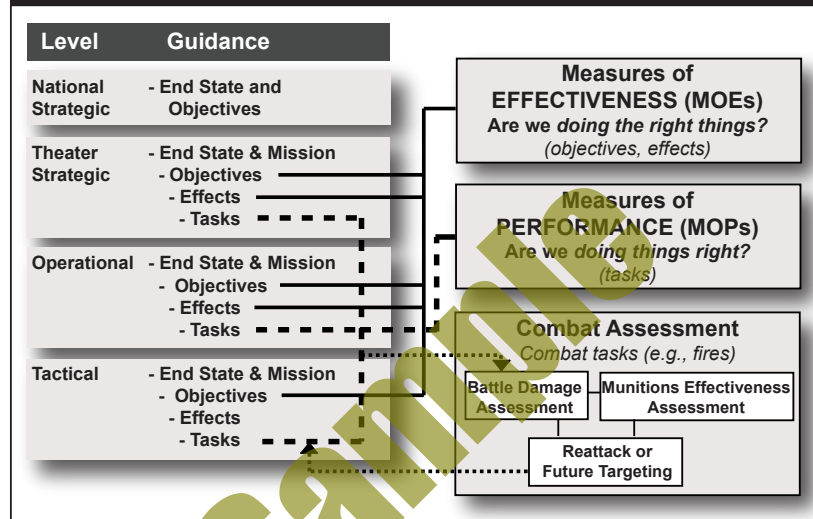 Level Guidance
National - End State and
Strategic Objectives
Theater - End State & Mission
Strategic - Objectives
- Effects
- Tasks
Operational - End State & Mission
- Objectives
- Effects
- Tasks
Tactical - End State & Mission
- Objectives
- Effects
- Tasks
Measures of
EFFECTIVENESS (MOEs)
Are we doing the right things?
(objectives, effects)
Measures of
PERFORMANCE (MOPs)
Are we doing things right?
(tasks)
Combat Assessment
Combat tasks (e.g., fires)
Battle Damage
Assessment
Munitions Effectiveness
Assessment
Reattack or
Future Targeting
Sample